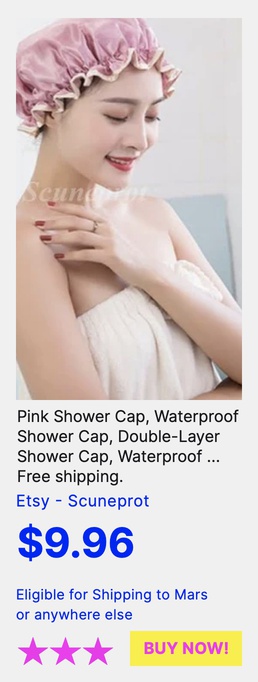 Scuneprot
Pink Shower Cap, Waterproof
Shower Cap, Double-Layer
Shower Cap, Waterproof ...
Free shipping.
Etsy - Scuneprot
$9.96
Eligible for Shipping to Mars
or anywhere else
BUY NOW!